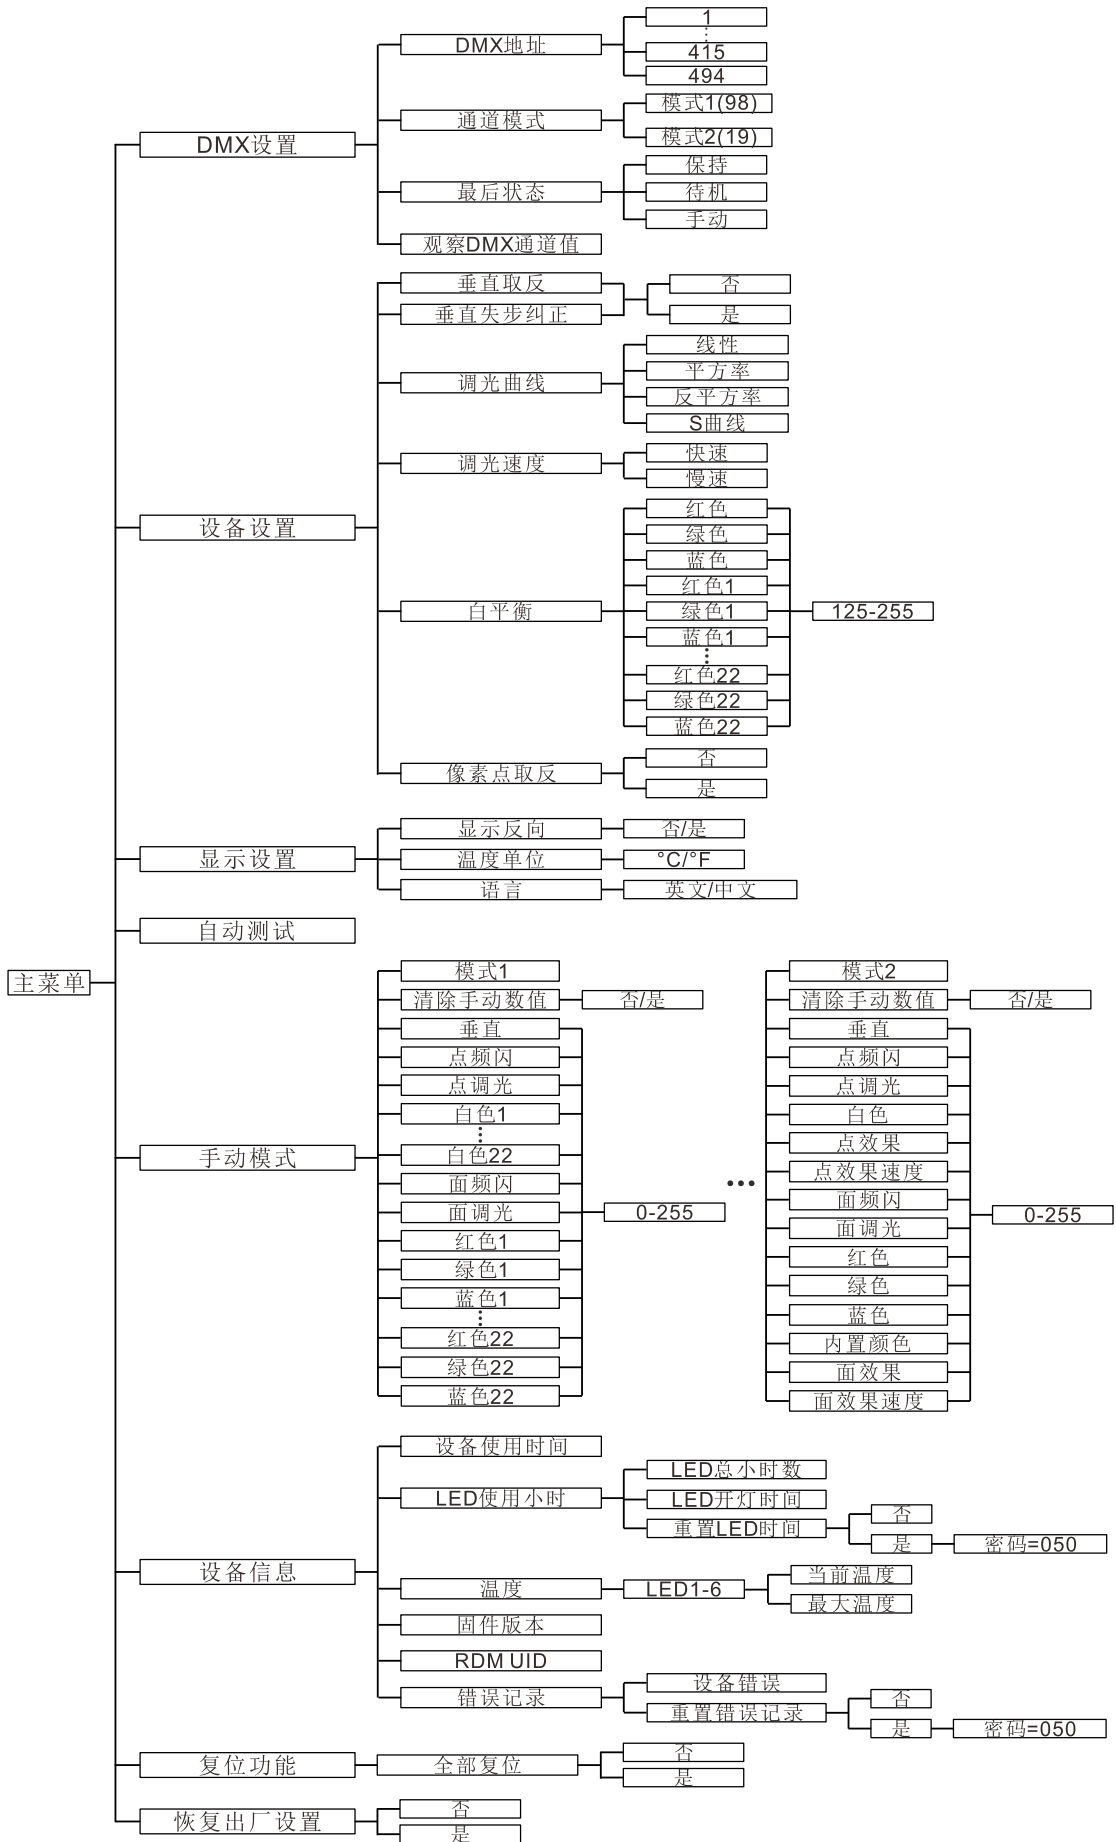 主菜单
DMX设置
DMX地址
1
415
494
通道模式
模式1(98)
模式2(19)
最后状态
保持
待机
手动
观察DMX通道值
设备设置
垂直取反
垂直失步纠正
否
是
调光曲线
线性
平方率
反平方率
S曲线
调光速度
快速
慢速
白平衡
红色
绿色
蓝色
红色1
绿色1
蓝色1
红色22
绿色22
蓝色22
125-255
像素点取反
否
是
显示设置
显示反向
否/是
温度单位
°C/°F
语言
英文/中文
自动测试
手动模式
模式1
清除手动数值
否/是
垂直
点频闪
点调光
白色1
白色22
面频闪
面调光
红色1
绿色1
蓝色1
红色22
绿色22
蓝色22
0-255
模式2
清除手动数值
否/是
垂直
点频闪
点调光
白色
点效果
点效果速度
面频闪
面调光
红色
绿色
蓝色
内置颜色
面效果
面效果速度
0-255
设备信息
设备使用时间
LED使用小时
LED总小时数
LED开灯时间
重置LED时间
否
是
密码=050
温度
LED1-6
当前温度
最大温度
固件版本
RDM UID
错误记录
设备错误
重置错误记录
否
是
密码=050
复位功能
全部复位
否
是
恢复出厂设置
否
是